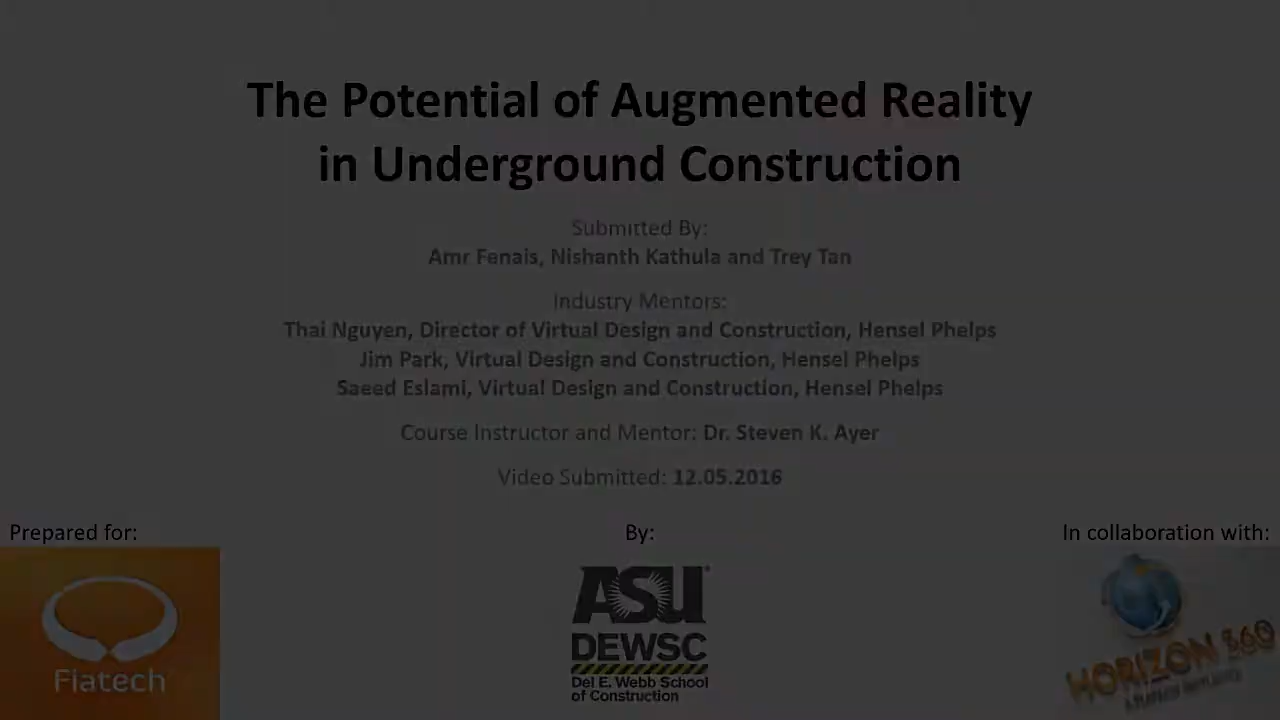 The Potential of Augmented Reality
in Underground Construction
Submitted By:
Amr Fenais, Nishanth Kathula and Trey Tan
Industry Mentors:
Thai Nguyen, Director of Virtual Design and Construction, Hensel Phelps
Jim Park, Virtual Design and Construction, Hensel Phelps
Saeed Eslami, Virtual Design and Construction, Hensel Phelps
Course Instructor and Mentor: Dr. Steven K. Ayer
Video Submitted: 12.05.2016
Prepared for:
By:
In collaboration with:
Fiatech
ASU
DEWSC
Del E. Webb School
of Construction
HORIZON 360